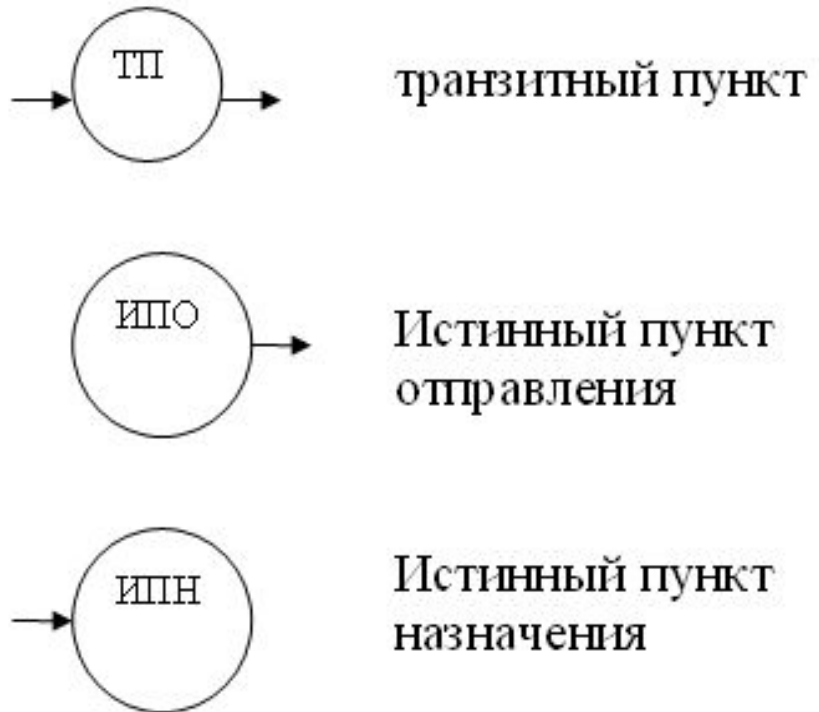 ТП
транзитный пункт
ИПО
Истинный пункт
отправления
ИПН
Истинный пункт
назначения